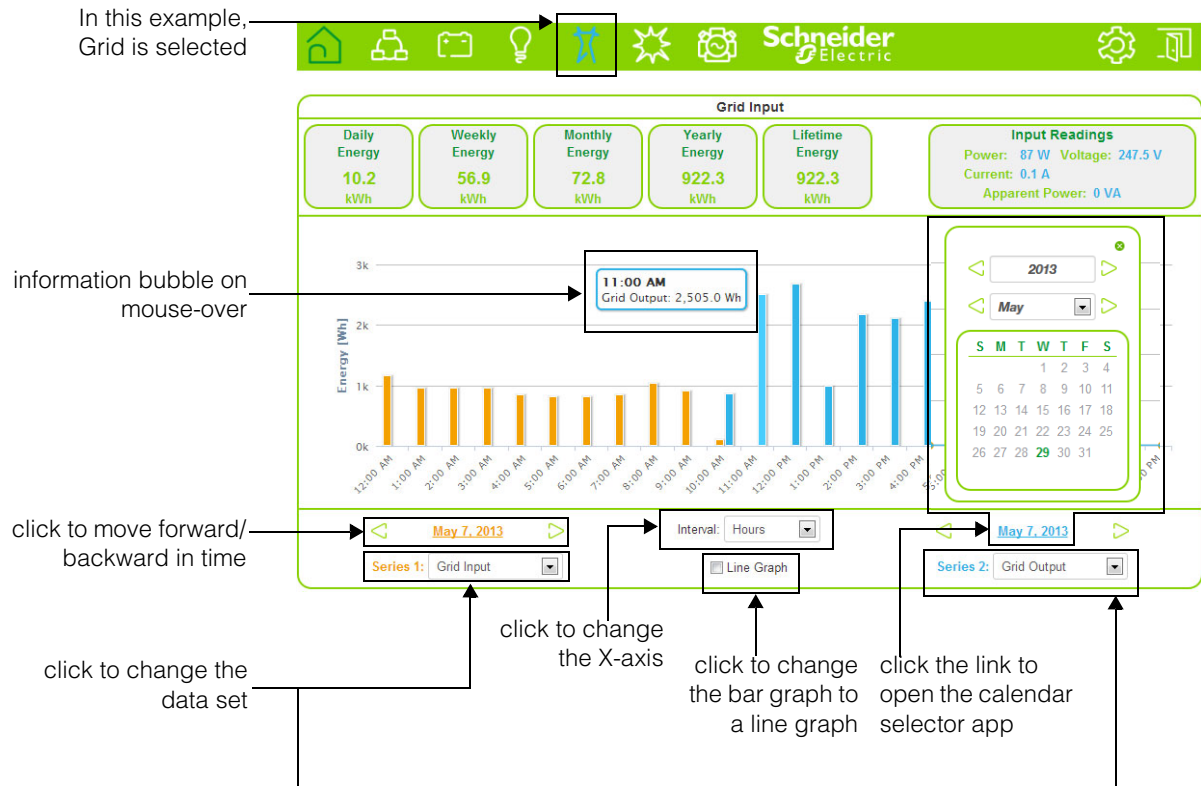 In this example,
Grid is selected
Schneider
Electric
Grid Input
Daily
Energy
10.2
kWh
Weekly
Energy
56.9
kWh
Monthly
Energy
72.8
kWh
Yearly
Energy
922.3
kWh
Lifetime
Energy
922.3
kWh
Input Readings
Power: 87 W Voltage: 247.5 V
Current: 0.1 A
Apparent Power: 0 VA
information bubble on
mouse-over
Energy [Wh]
3k
2k
1k
0k
11:00 AM
Grid Output: 2,505.0 Wh
2013
May
S M T W T F S
1 2 3 4
5 6 7 8 9 10 11
12 13 14 15 16 17 18
19 20 21 22 23 24 25
26 27 28 29 30 31
12:00 AM
1:00 AM
2:00 AM
3:00 AM
4:00 AM
5:00 AM
6:00 AM
7:00 AM
8:00 AM
9:00 AM
10:00 AM
11:00 AM
12:00 PM
1:00 PM
2:00 PM
3:00 PM
4:00 PM
click to move forward/
backward in time
May 7, 2013
Interval: Hours
May 7, 2013
Series 1: Grid Input
Line Graph
Series 2: Grid Output
click to change the
data set
click to change
the X-axis
click to change
the bar graph to
a line graph
click the link to
open the calendar
selector app